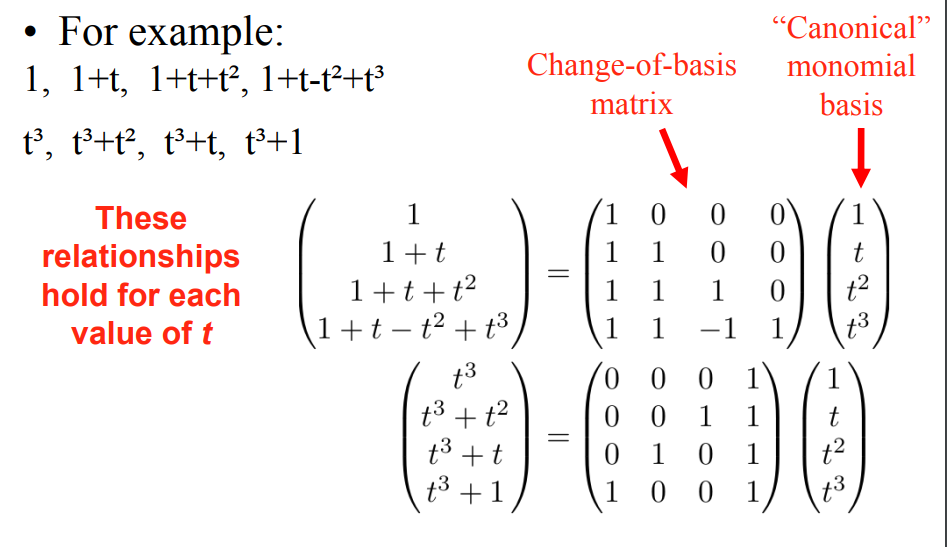 • For example:
1, 1+t, 1+t+t², 1+t-t²+t³
t³, t³+t², t³+t, t³+1
Change-of-basis
matrix
“Canonical”
monomial
basis
These
relationships
hold for each
value of t
1
1 + t
1 + t + t²
1 + t − t² + t³
=
1 0 0 0
1 1 0 0
1 1 1 0
1 1 −1 1
1
t
t²
t³
t³
t³ + t²
t³ + t
t³ + 1
=
0 0 0 1
0 0 1 1
0 1 0 1
1 0 0 1
1
t
t²
t³